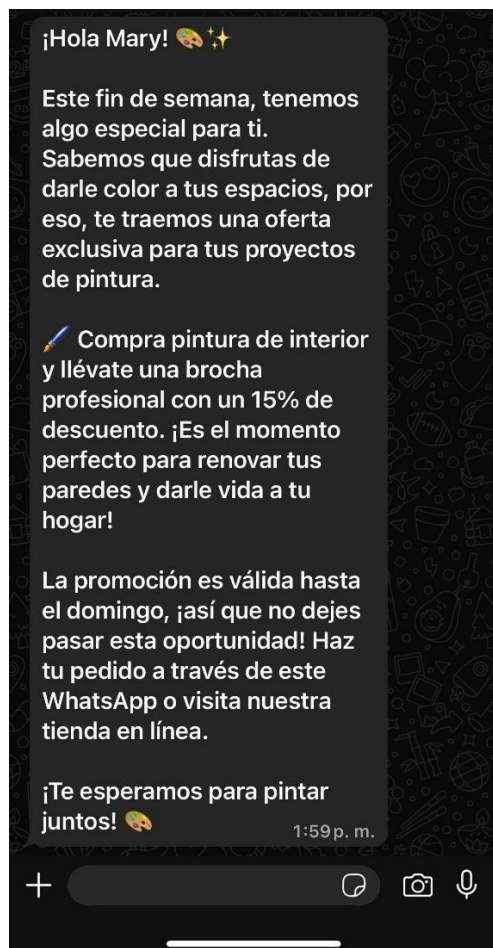 ¡Hola Mary! 🎨✨
Este fin de semana, tenemos
algo especial para ti.
Sabemos que disfrutas de
darle color a tus espacios, por
eso, te traemos una oferta
exclusiva para tus proyectos
de pintura.
🖌️ Compra pintura de interior
y llévate una brocha
profesional con un 15% de
descuento. ¡Es el momento
perfecto para renovar tus
paredes y darle vida a tu
hogar!
La promoción es válida hasta
el domingo, ¡así que no dejes
pasar esta oportunidad! Haz
tu pedido a través de este
WhatsApp o visita nuestra
tienda en línea.
¡Te esperamos para pintar
juntos! 🎨
1:59 p. m.